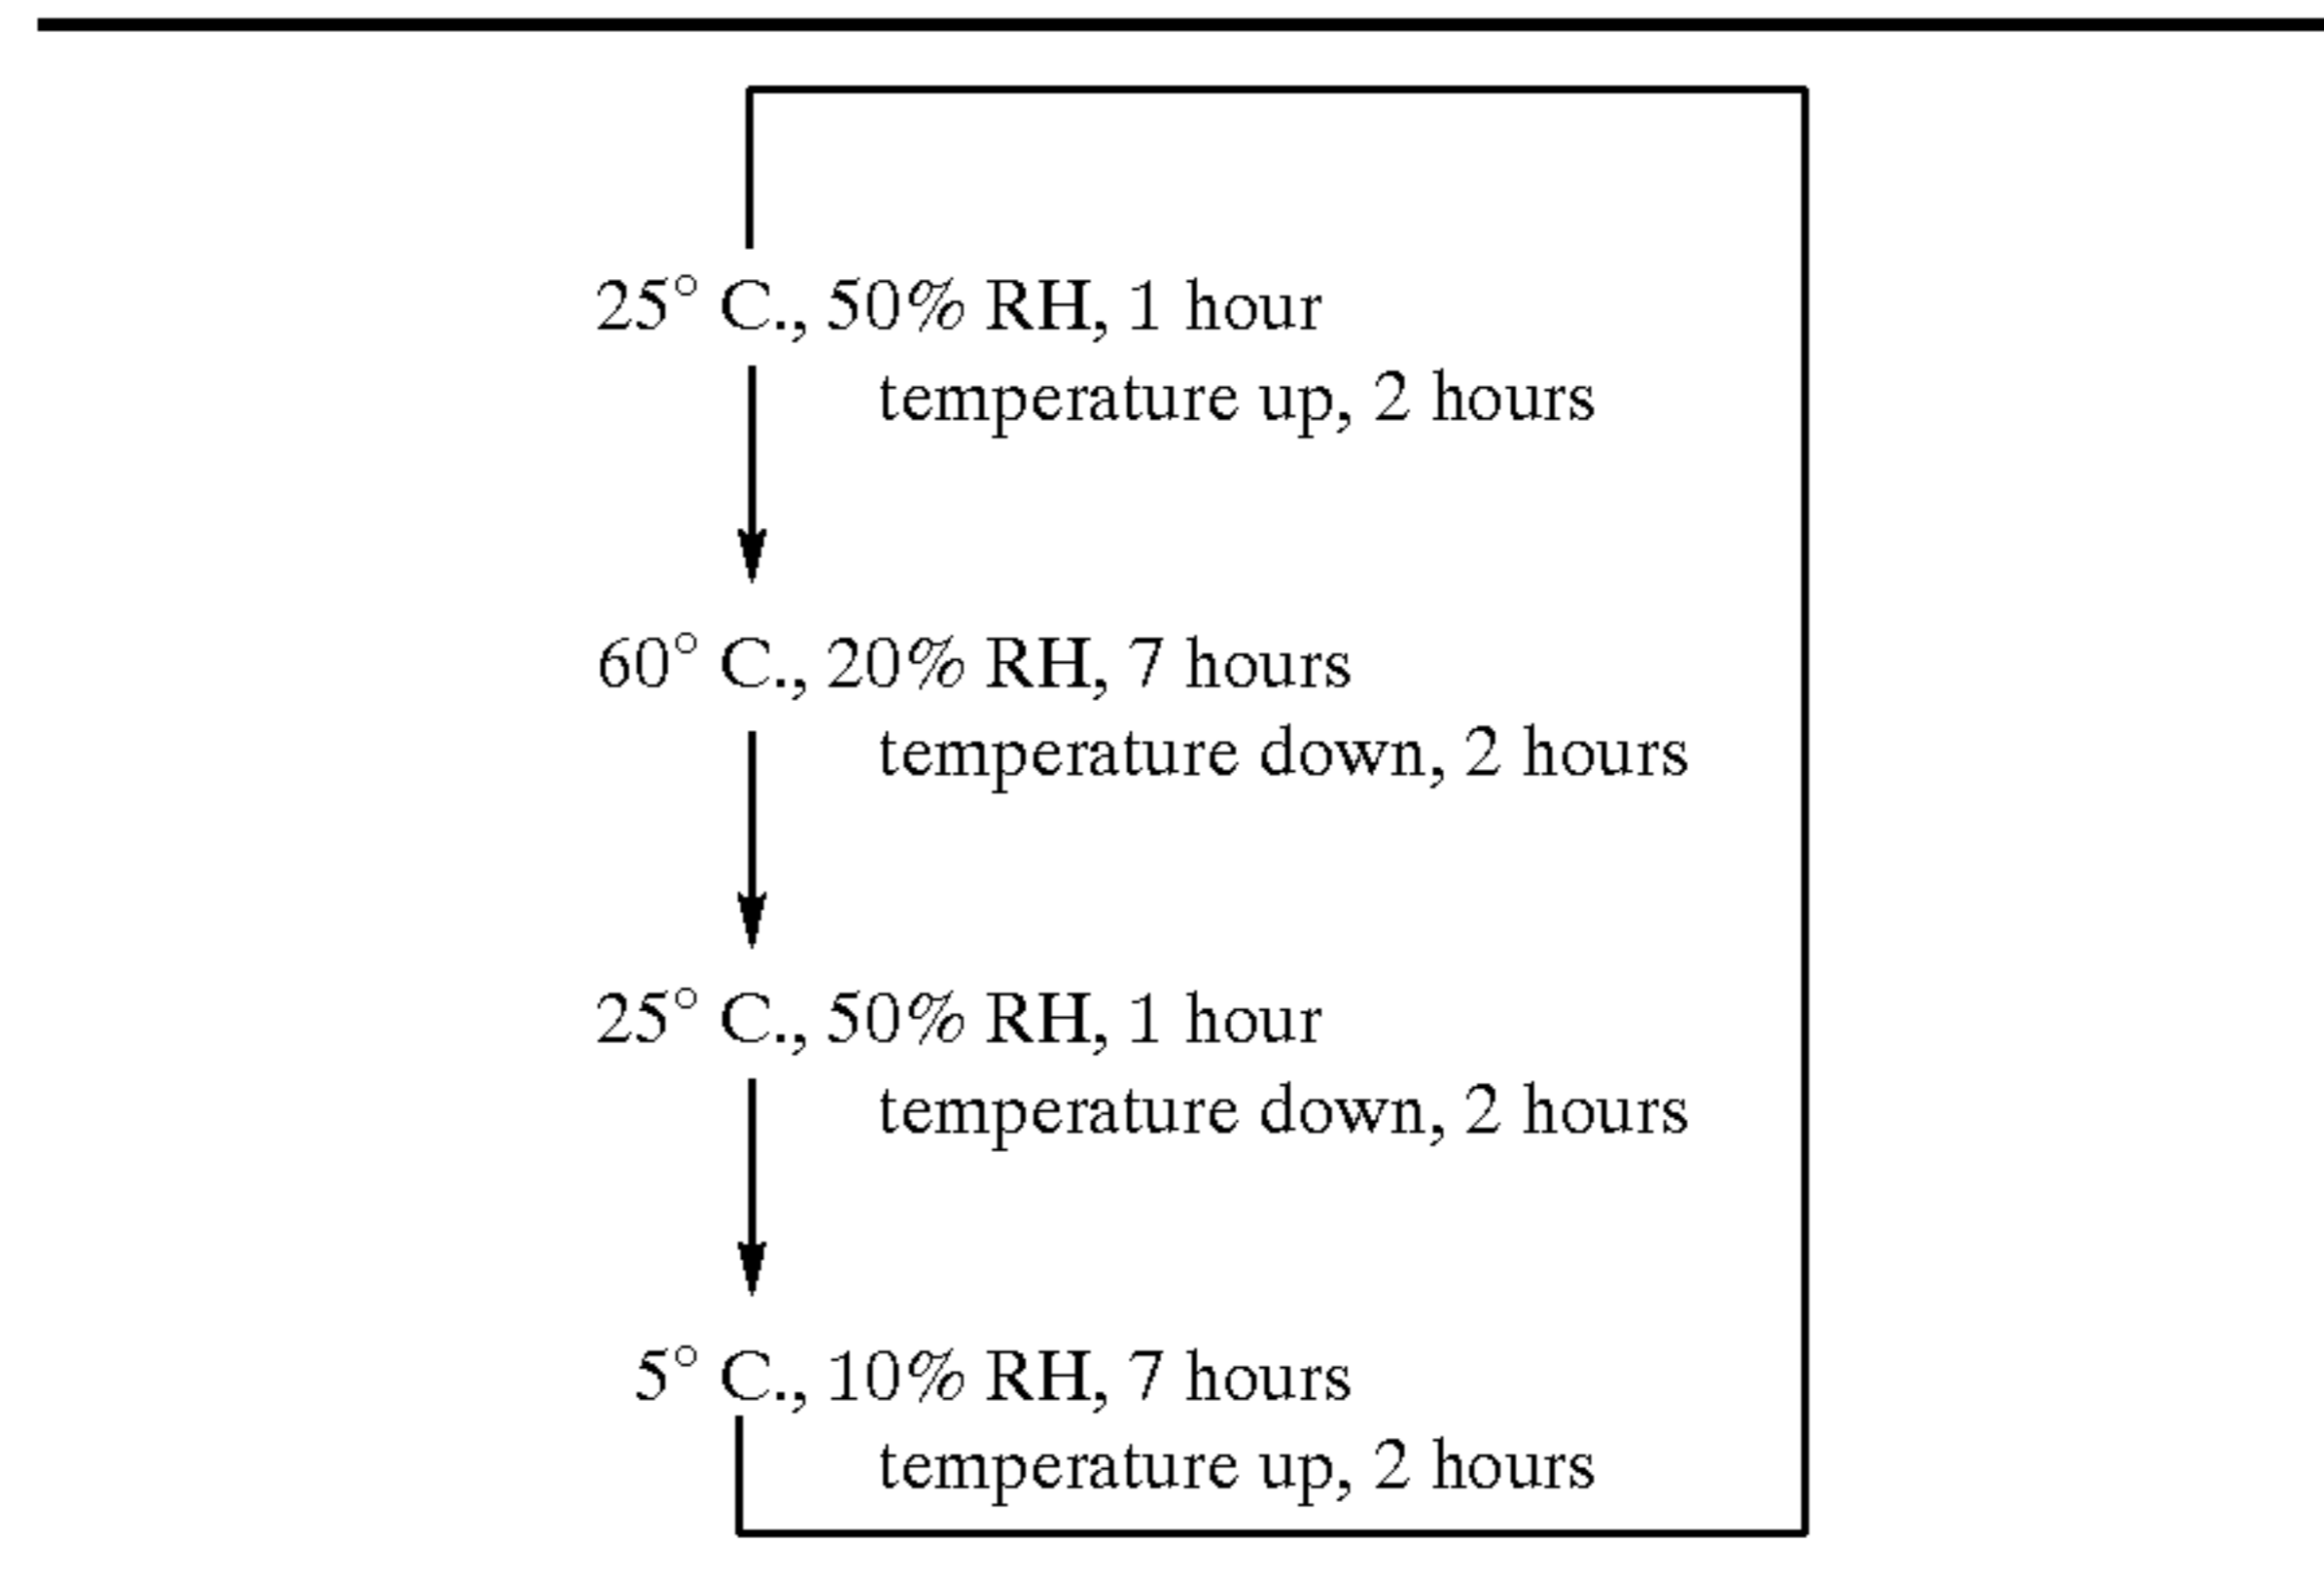 25° C., 50% RH, 1 hour
temperature up, 2 hours
60° C., 20% RH, 7 hours
temperature down, 2 hours
25° C., 50% RH, 1 hour
temperature down, 2 hours
5° C., 10% RH, 7 hours
temperature up, 2 hours